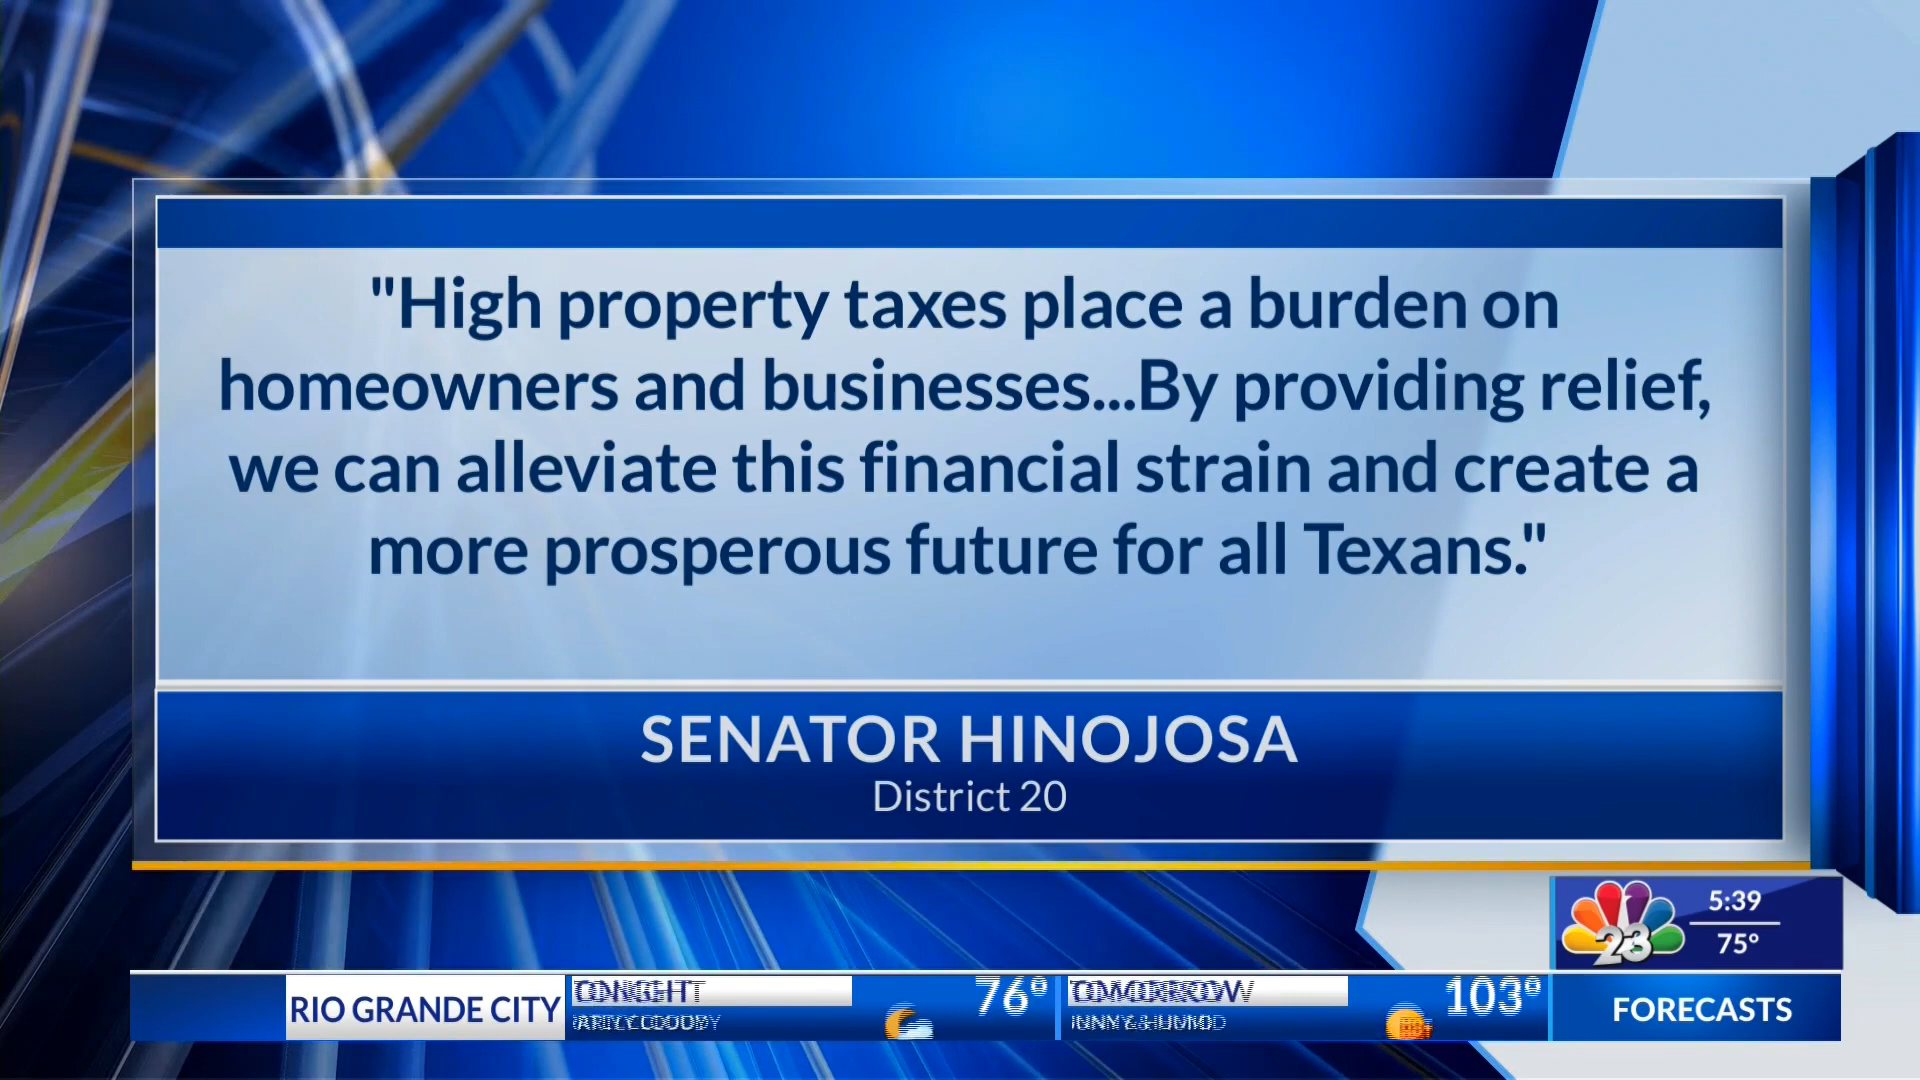 "High property taxes place a burden on
homeowners and businesses...By providing relief,
we can alleviate this financial strain and create a
more prosperous future for all Texans."
SENATOR HINOJOSA
District 20
23
5:39
75°
RIO GRANDE CITY
76°
103°
FORECASTS